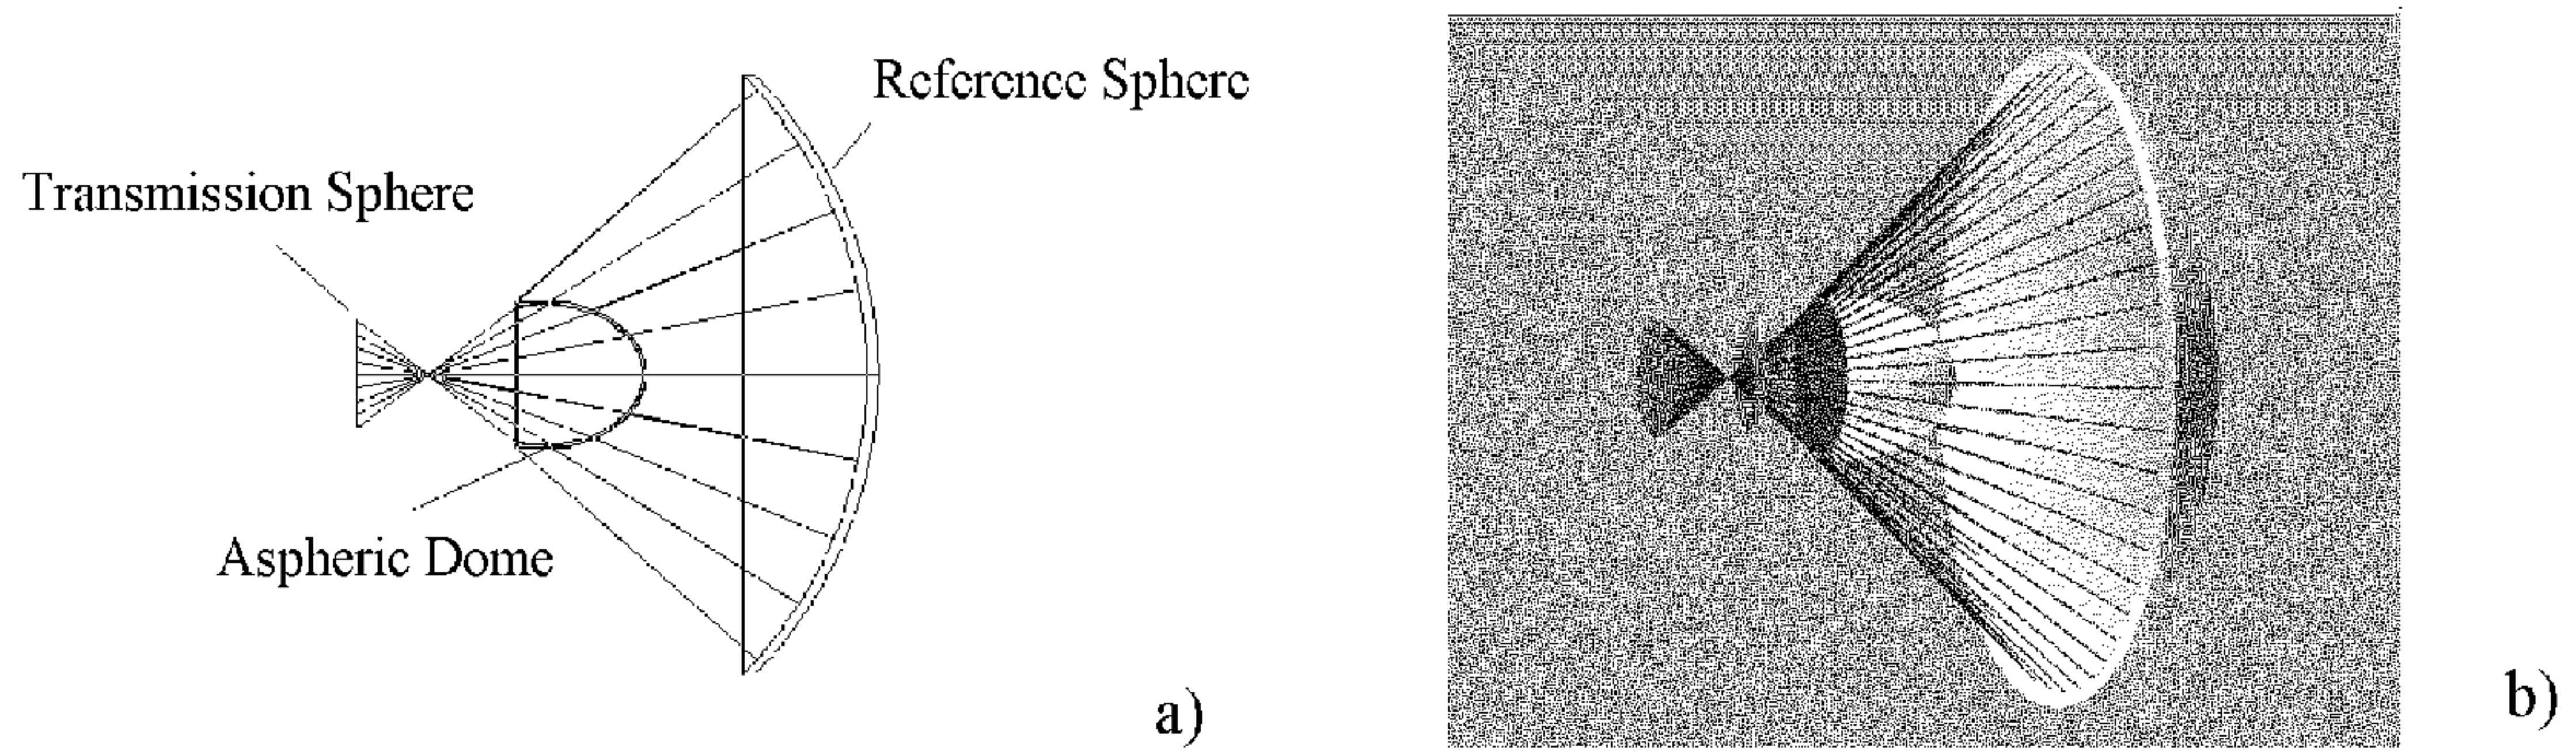 Reference Sphere
Transmission Sphere
Aspheric Dome
a)
b)